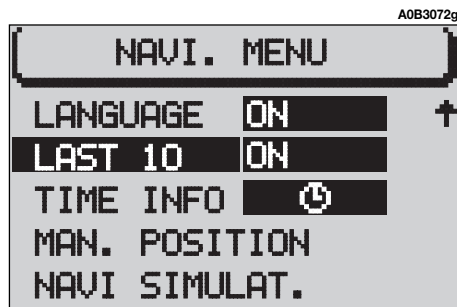 A0B3072g
NAVI. MENU
LANGUAGE ON
LAST 10 ON
TIME INFO
MAN. POSITION
NAVI SIMULAT.